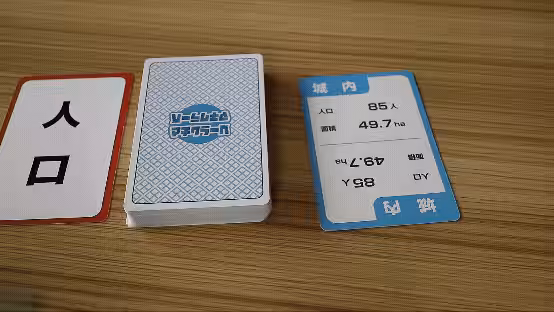 人
口
城内
人口 85人
面積 49.7ha
面積 49.7ha
人口 85人
城内